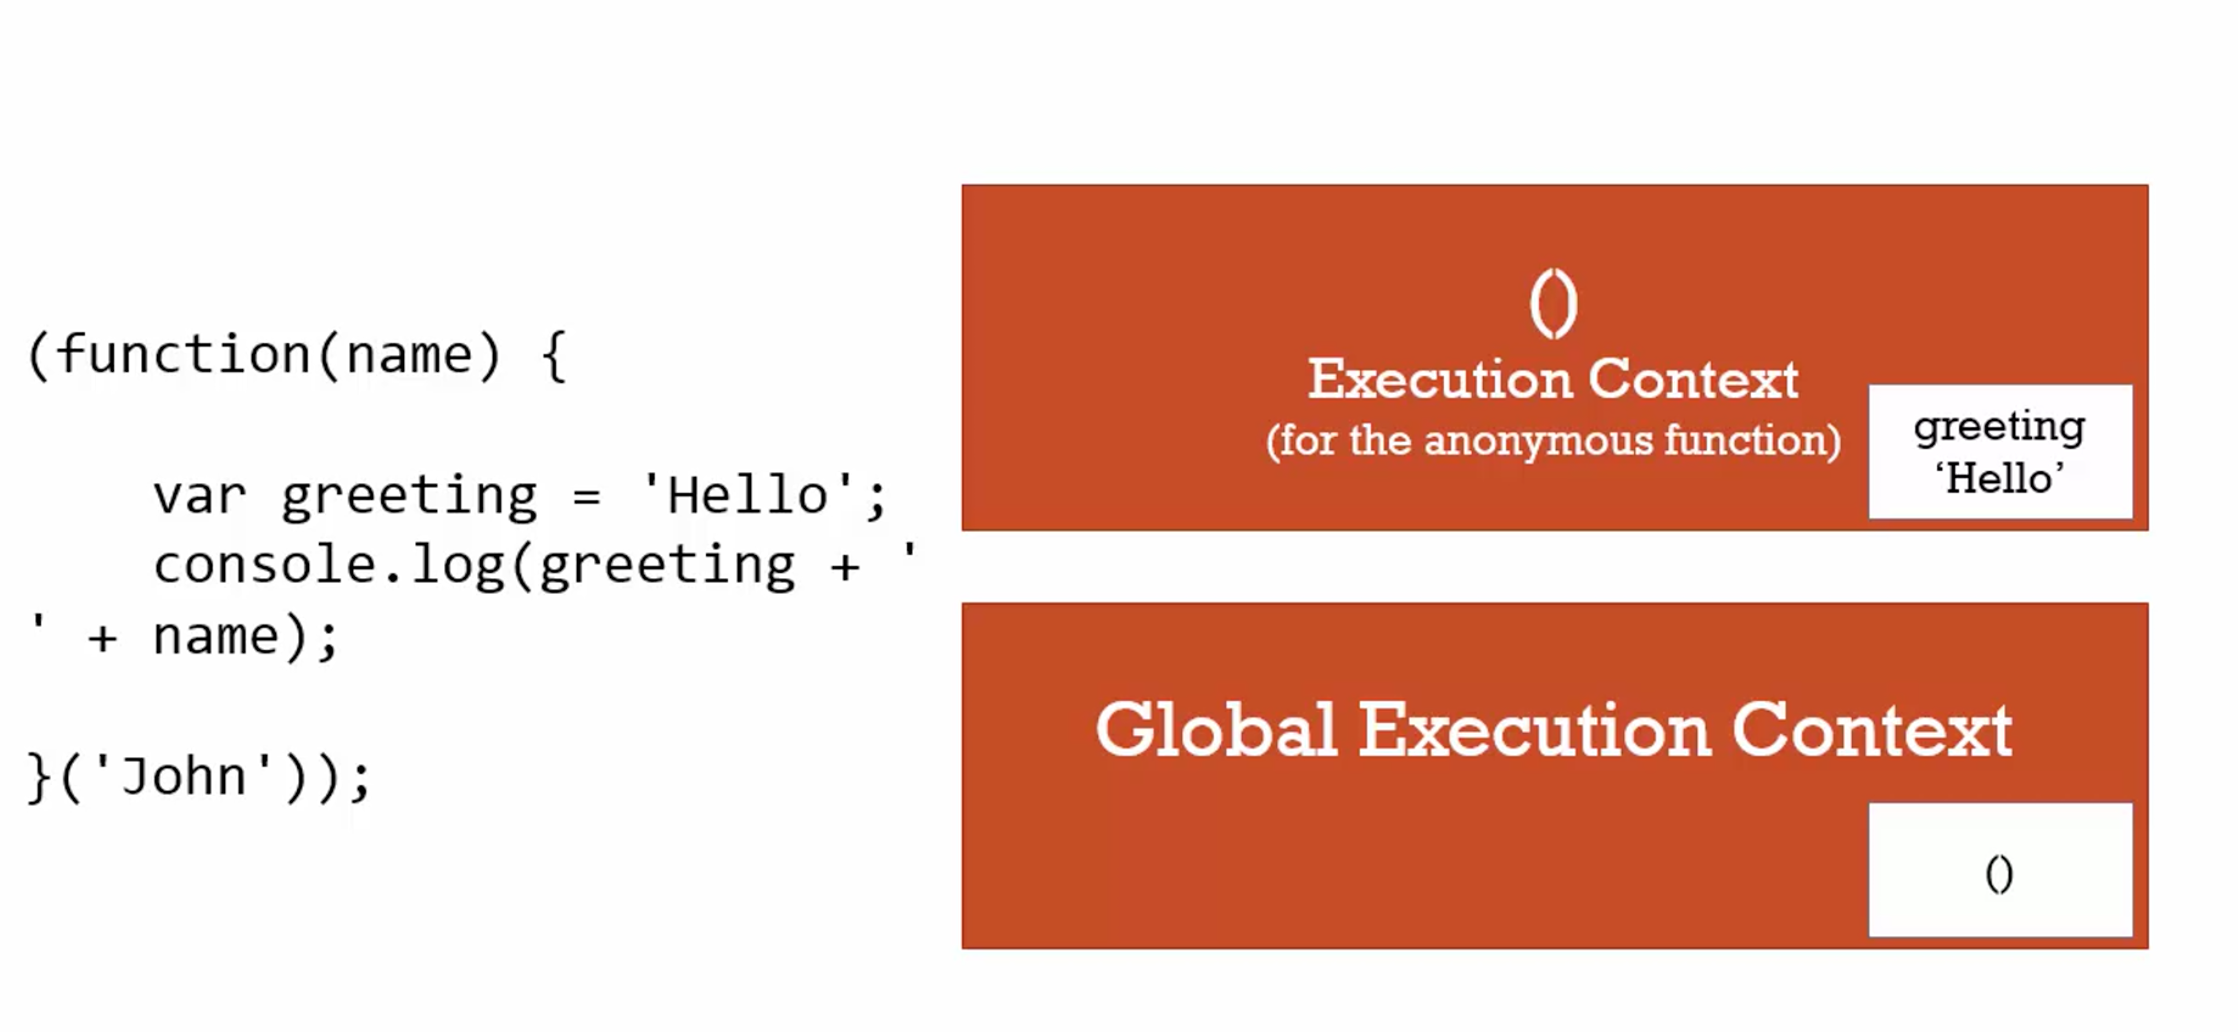 (function(name) {
var greeting = 'Hello';
console.log(greeting + '
' + name);
}('John'));
()
Execution Context
(for the anonymous function)
greeting
‘Hello’
Global Execution Context
()